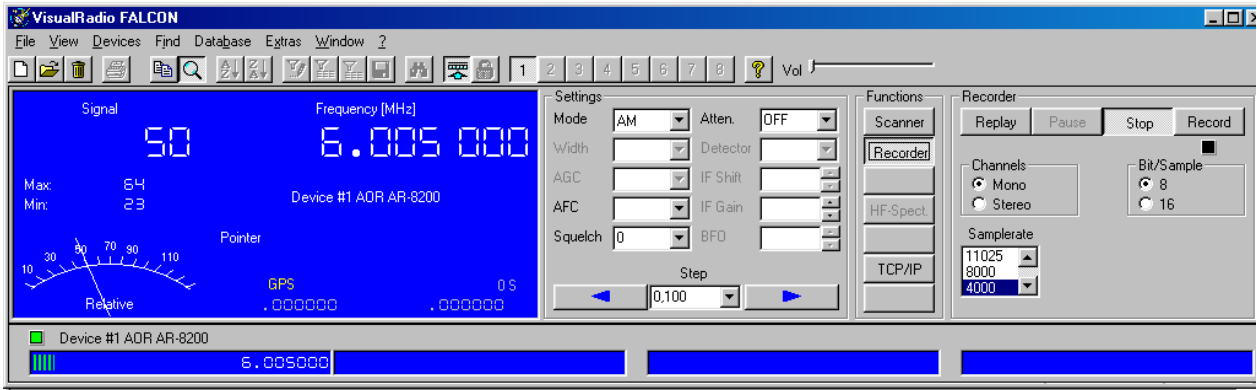 VisualRadio FALCON
File View Devices Find Database Extras Window ?
1 2 3 4 5 6 7 8 ? Vol
Signal Frequency [MHz]
50 6.005 000
Max: 64
Min: 23
Device #1 AOR AR-8200
Pointer
10 30 50 70 90 110
Relative
GPS 0 S
.000000 .000000
Settings
Mode AM Atten. OFF
Width Detector
AGC IF Shift
AFC IF Gain
Squelch 0 BFO
Step
0,100
Functions
Scanner
Recorder
HF-Spect.
TCP/IP
Recorder
Replay Pause Stop Record
Channels
Mono
Stereo
Bit/Sample
8
16
Samplerate
11025
8000
4000
Device #1 AOR AR-8200
6.005000